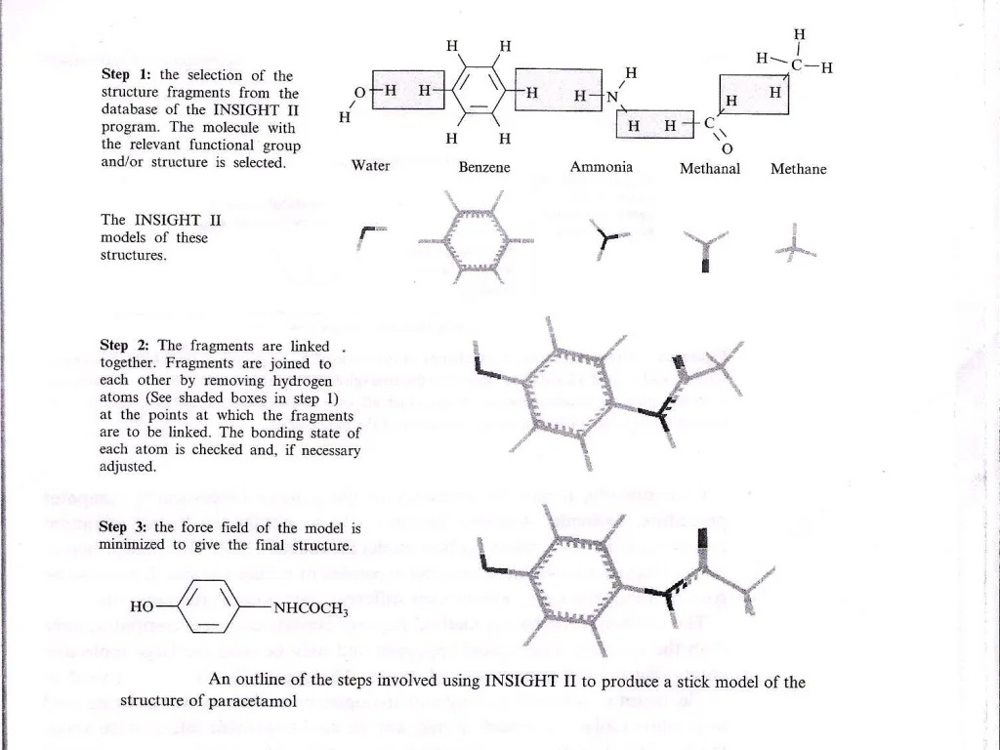 Step 1: the selection of the
structure fragments from the
database of the INSIGHT II
program. The molecule with
the relevant functional group
and/or structure is selected.
H H H
H C H
O H H H H N H H
H H H C
H H O
Water Benzene Ammonia Methanal Methane
The INSIGHT II
models of these
structures.
Step 2: The fragments are linked
together. Fragments are joined to
each other by removing hydrogen
atoms (See shaded boxes in step 1)
at the points at which the fragments
are to be linked. The bonding state of
each atom is checked and, if necessary
adjusted.
Step 3: the force field of the model is
minimized to give the final structure.
HO NHCOCH3
An outline of the steps involved using INSIGHT II to produce a stick model of the
structure of paracetamol